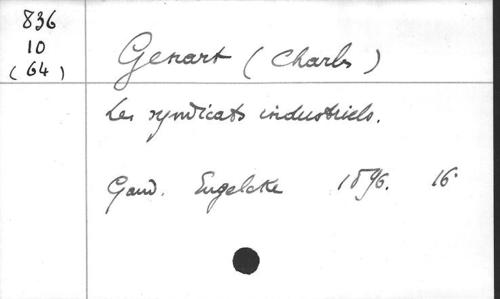 836
10
(64)
Genart (Charles)
Les syndicats industriels.
Gand. Engelcke 1896. 16°